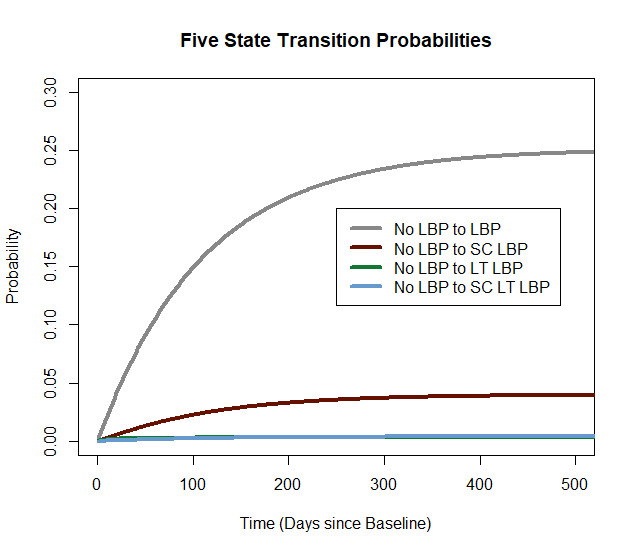 Five State Transition Probabilities
0.30
0.25
0.20
0.15
0.10
0.05
0.00
Probability
No LBP to LBP
No LBP to SC LBP
No LBP to LT LBP
No LBP to SC LT LBP
0 100 200 300 400 500
Time (Days since Baseline)